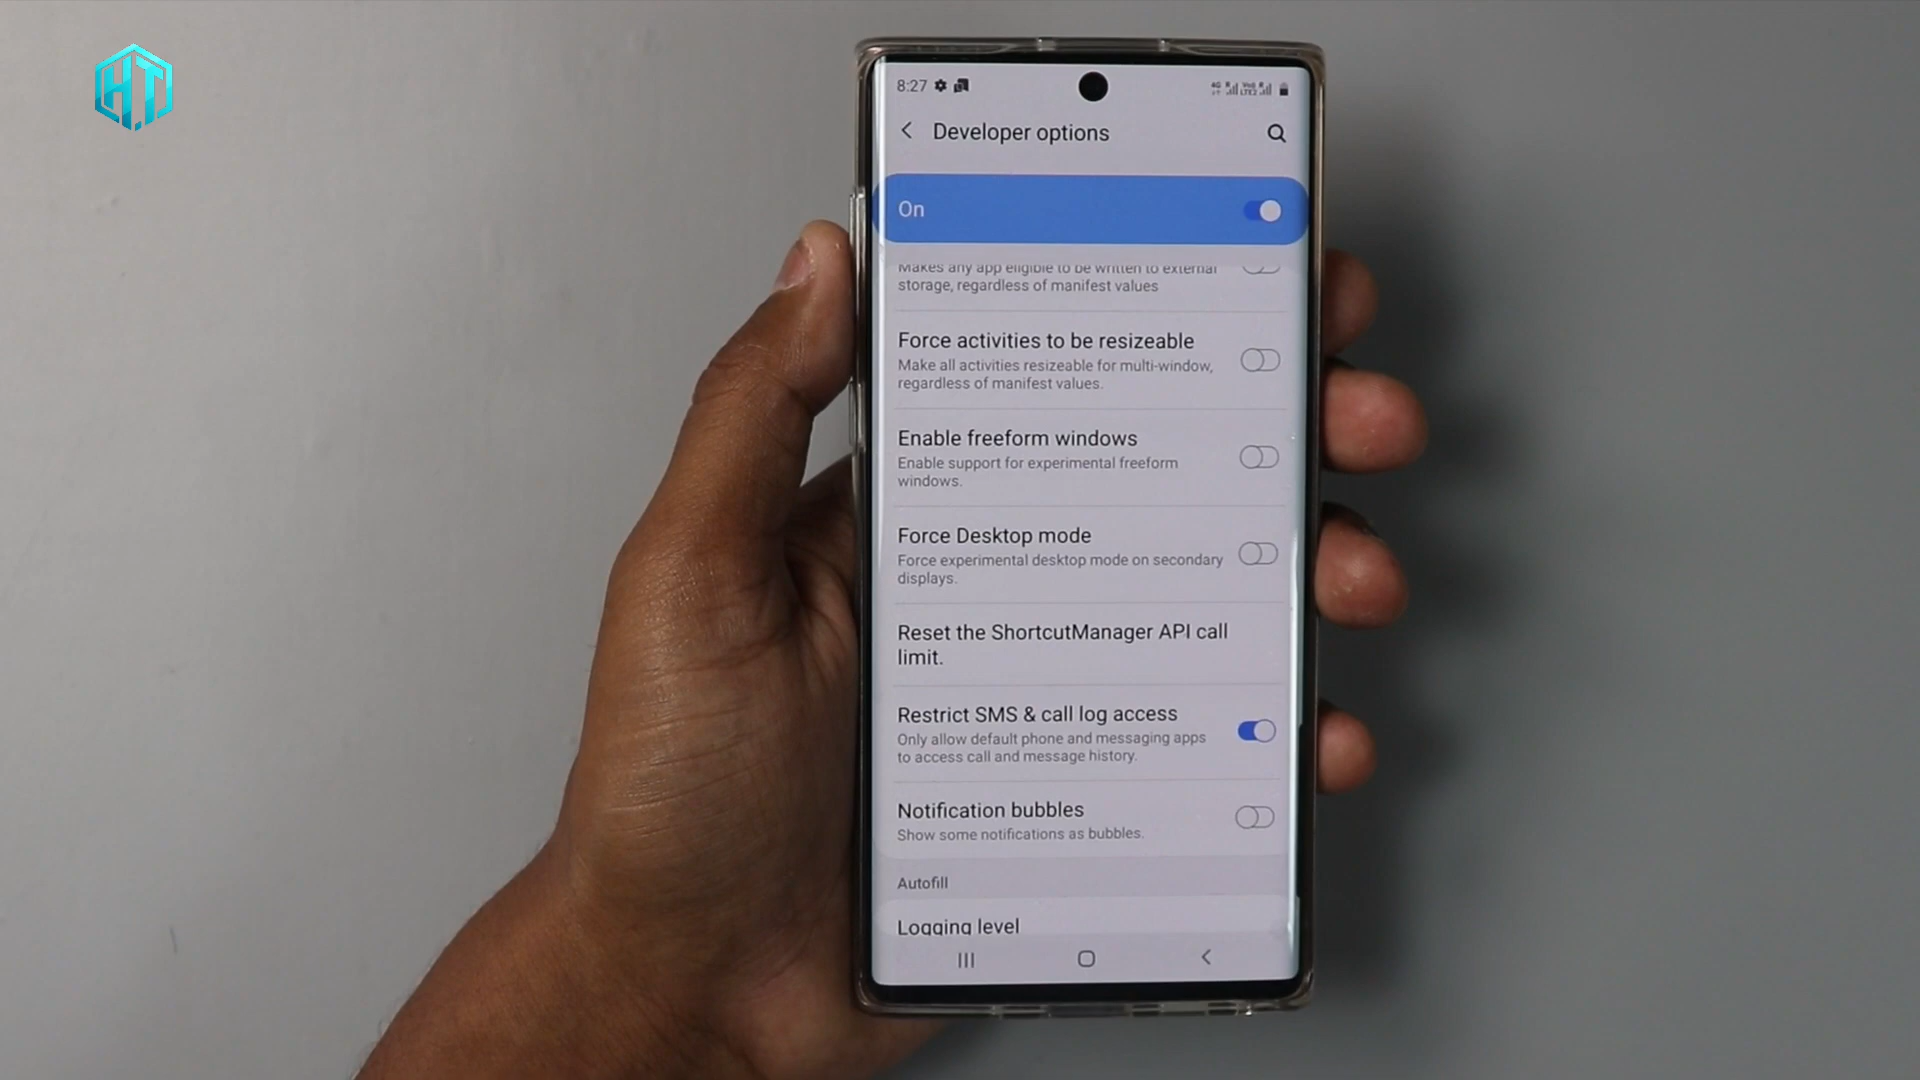 HT
8:27
Developer options
On
Makes any app eligible to be written to external
storage, regardless of manifest values
Force activities to be resizeable
Make all activities resizeable for multi-window,
regardless of manifest values.
Enable freeform windows
Enable support for experimental freeform
windows.
Force Desktop mode
Force experimental desktop mode on secondary
displays.
Reset the ShortcutManager API call
limit.
Restrict SMS & call log access
Only allow default phone and messaging apps
to access call and message history.
Notification bubbles
Show some notifications as bubbles.
Autofill
Logging level